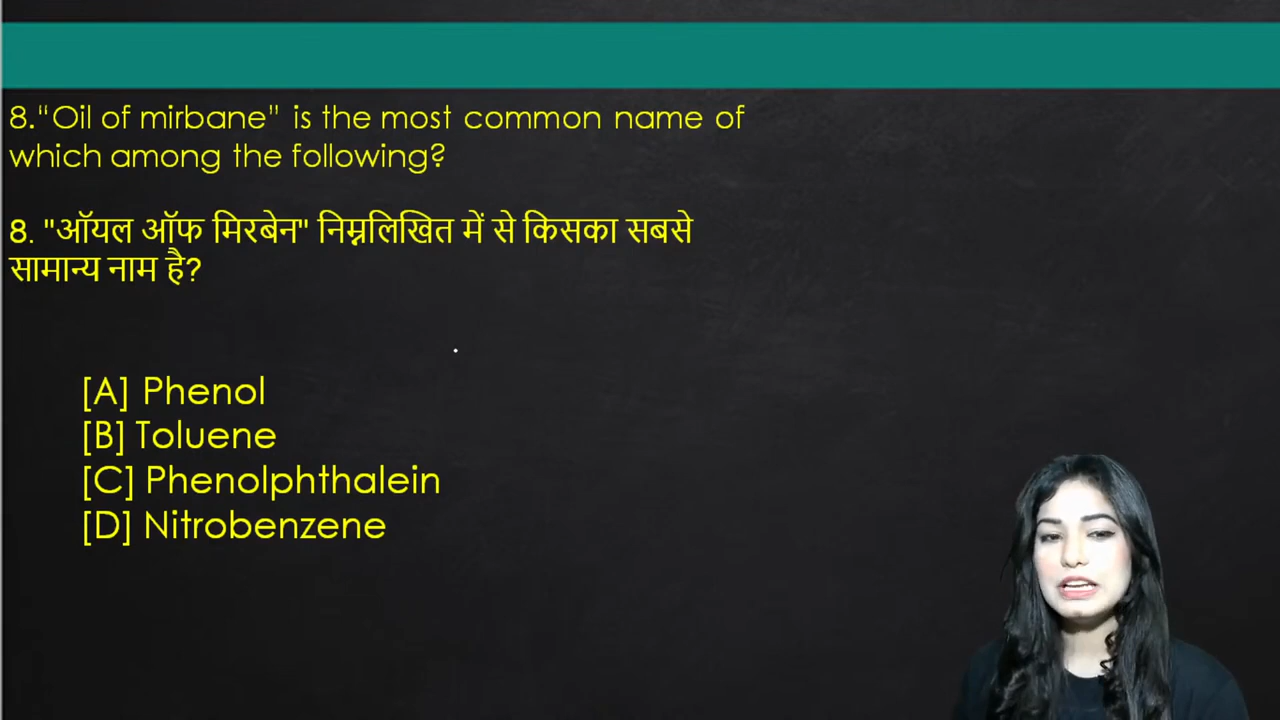 8."Oil of mirbane" is the most common name of
which among the following?
8. "ऑयल ऑफ मिरबेन" निम्नलिखित में से किसका सबसे
सामान्य नाम है?
[A] Phenol
[B] Toluene
[C] Phenolphthalein
[D] Nitrobenzene